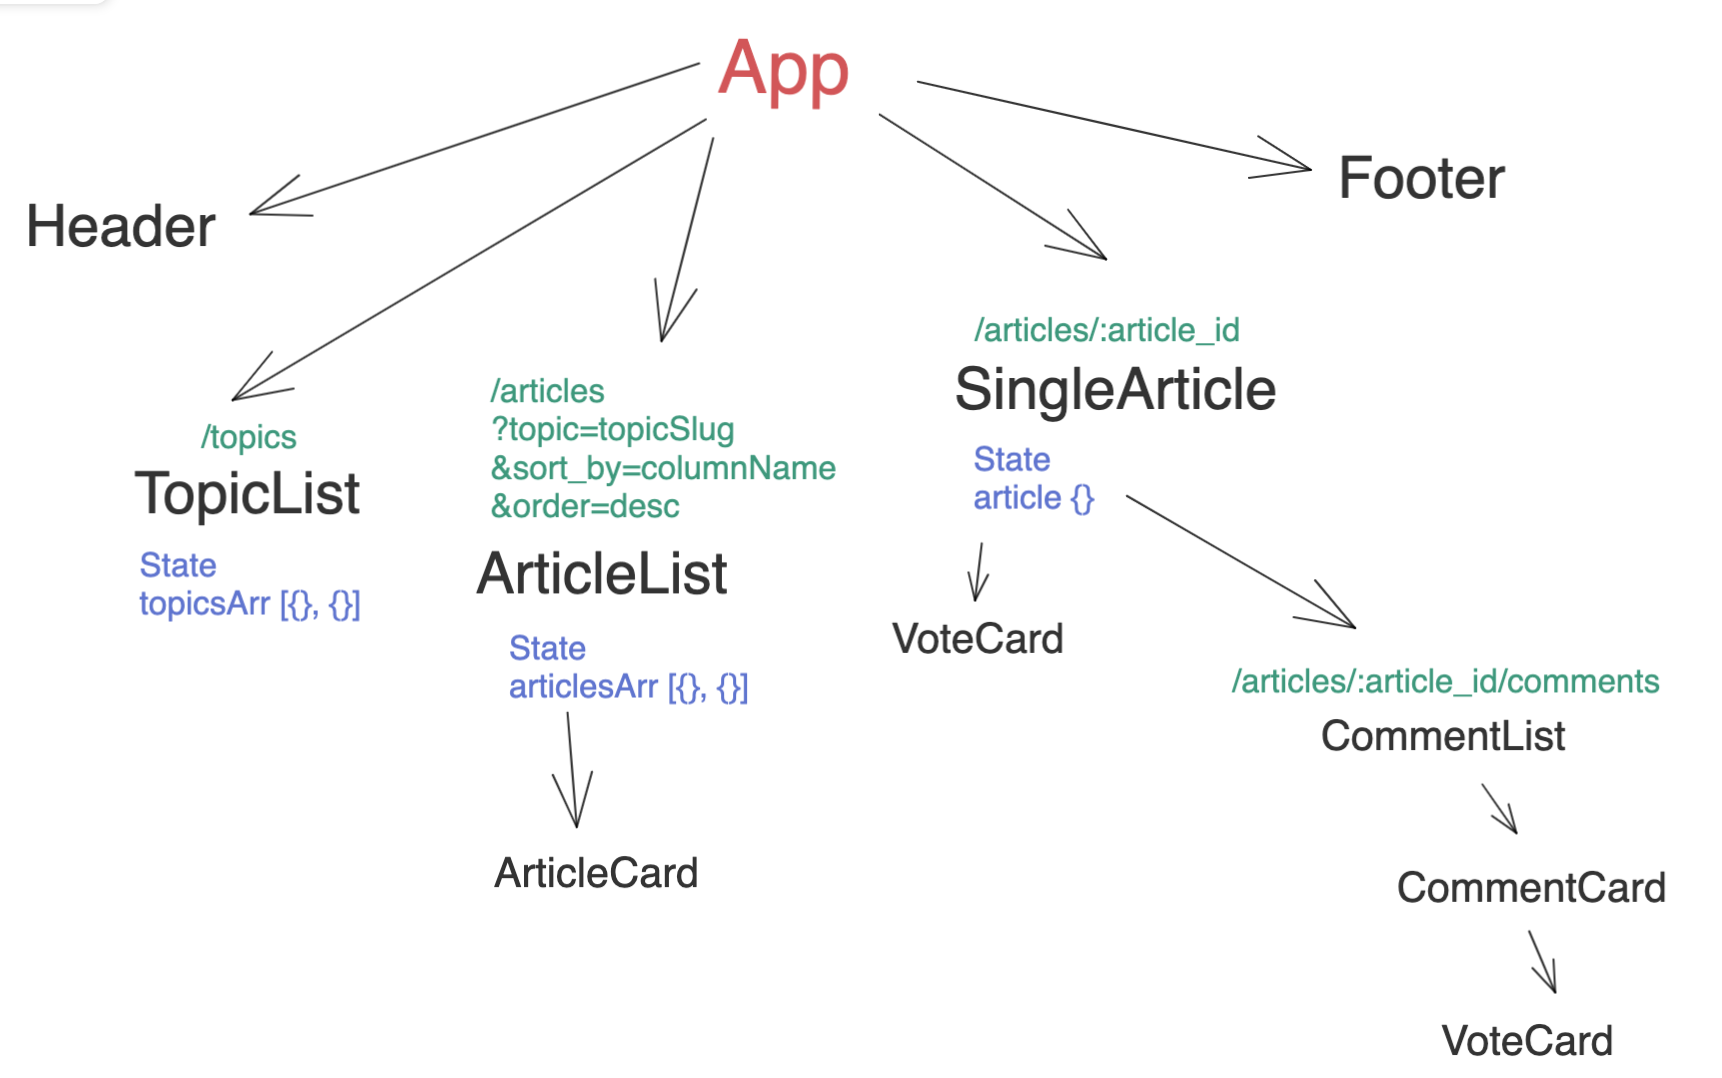 App
Header
Footer
/topics
TopicList
State
topicsArr [{}, {}]
/articles
?topic=topicSlug
&sort_by=columnName
&order=desc
ArticleList
State
articlesArr [{}, {}]
ArticleCard
/articles/:article_id
SingleArticle
State
article {}
VoteCard
/articles/:article_id/comments
CommentList
CommentCard
VoteCard